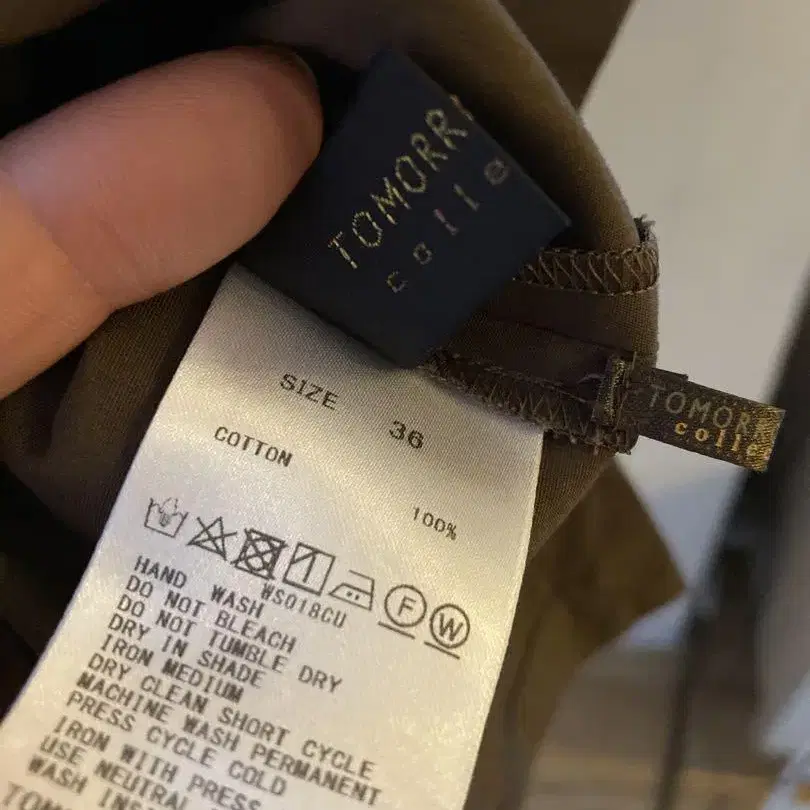 TOMORR
colle
TOMOR
colle
SIZE 36
COTTON
100%
F W
WS018CU
HAND WASH
DO NOT BLEACH
DO NOT TUMBLE DRY
DRY IN SHADE
IRON MEDIUM
DRY CLEAN SHORT CYCLE
MACHINE WASH PERMANENT
PRESS CYCLE COLD
IRON WITH PRESS
USE NEUTRAL
WASH INS
TOM